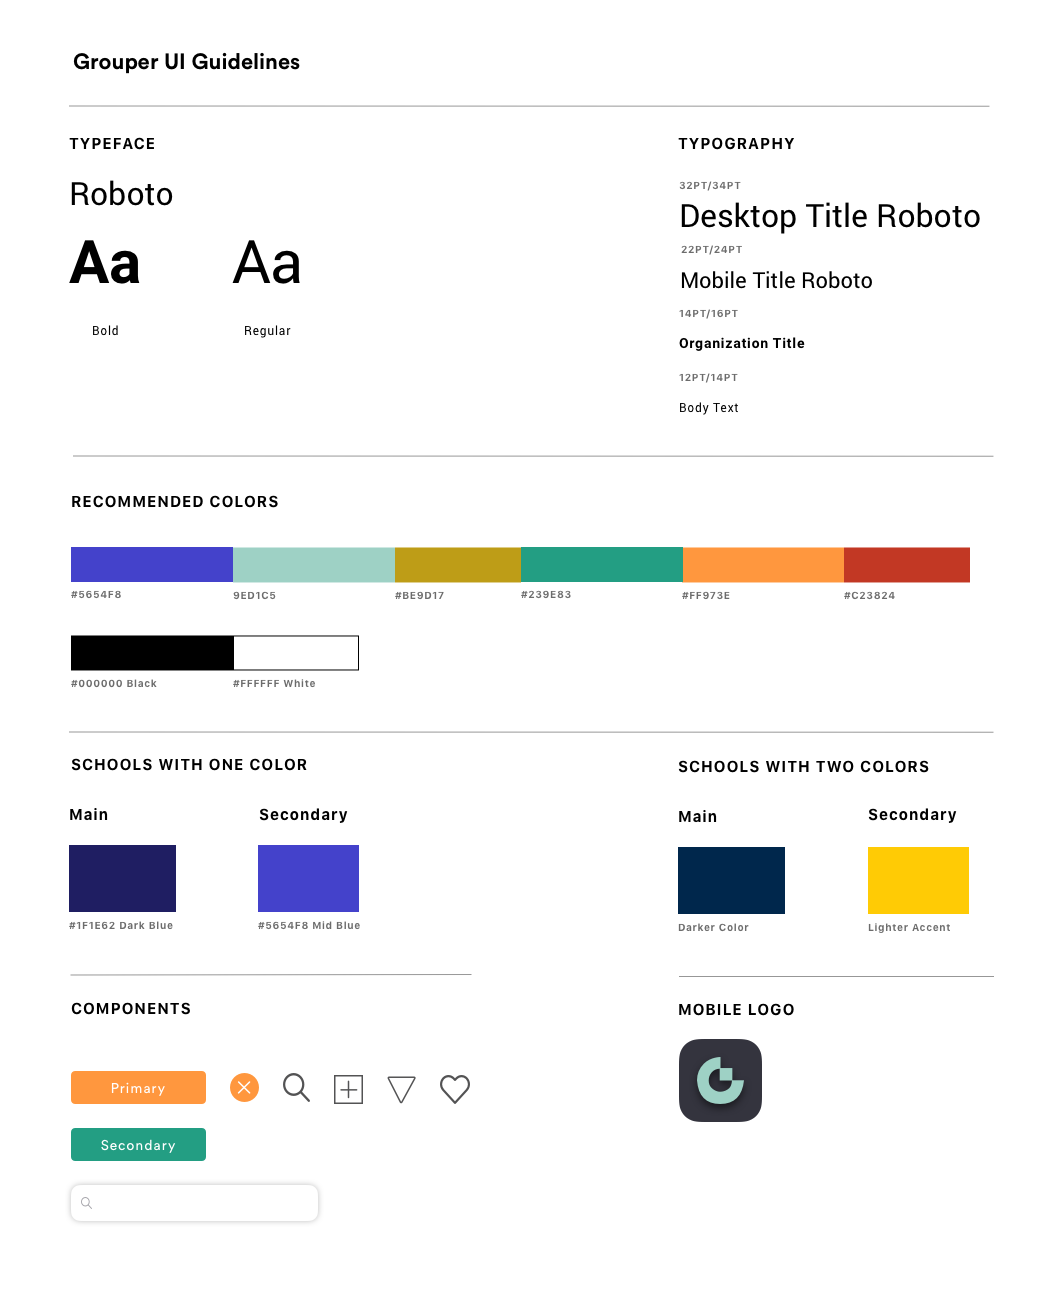 Grouper UI Guidelines
TYPEFACE
Roboto
Aa Aa
Bold Regular
TYPOGRAPHY
32PT/34PT
Desktop Title Roboto
22PT/24PT
Mobile Title Roboto
14PT/16PT
Organization Title
12PT/14PT
Body Text
RECOMMENDED COLORS
#5654F8 9ED1C5 #BE9D17 #239E83 #FF973E #C23824
#000000 Black #FFFFFF White
SCHOOLS WITH ONE COLOR
Main Secondary
#1F1E62 Dark Blue #5654F8 Mid Blue
SCHOOLS WITH TWO COLORS
Main Secondary
Darker Color Lighter Accent
COMPONENTS
Primary
Secondary
MOBILE LOGO